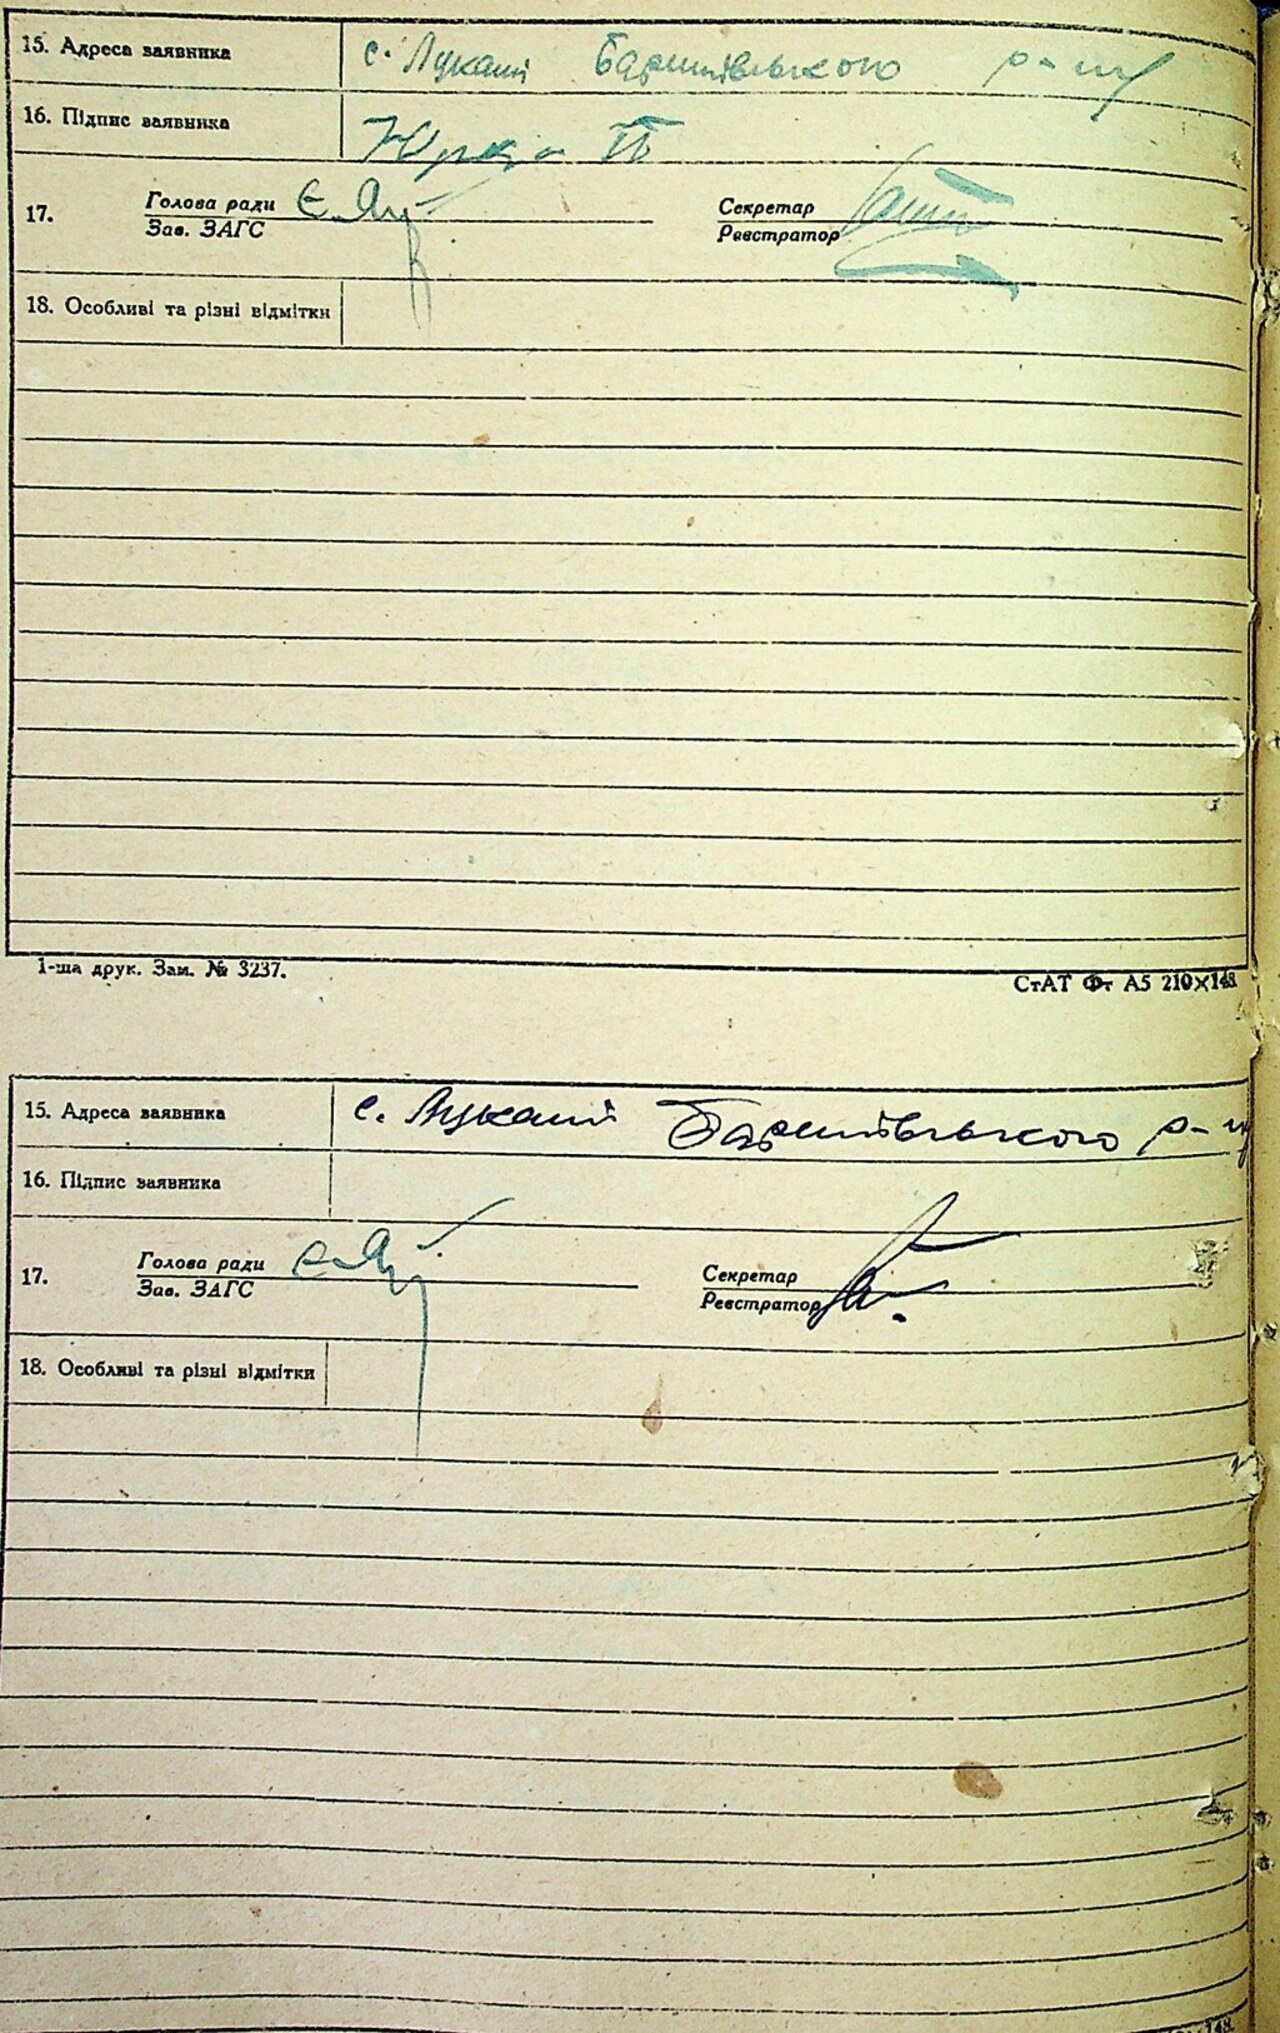 15. Адреса заявника с. Лукаші Баришівського р-ну
16. Підпис заявника Юрко П
17. Голова ради Секретар
Зав. ЗАГС Реєстратор
18. Особливі та різні відмітки
1-ша друк. Зам. № 3237. СтАТ Фт А5 210×148
15. Адреса заявника с. Лукаші Баришівського р-ну
16. Підпис заявника
17. Голова ради Секретар
Зав. ЗАГС Реєстратор
18. Особливі та різні відмітки